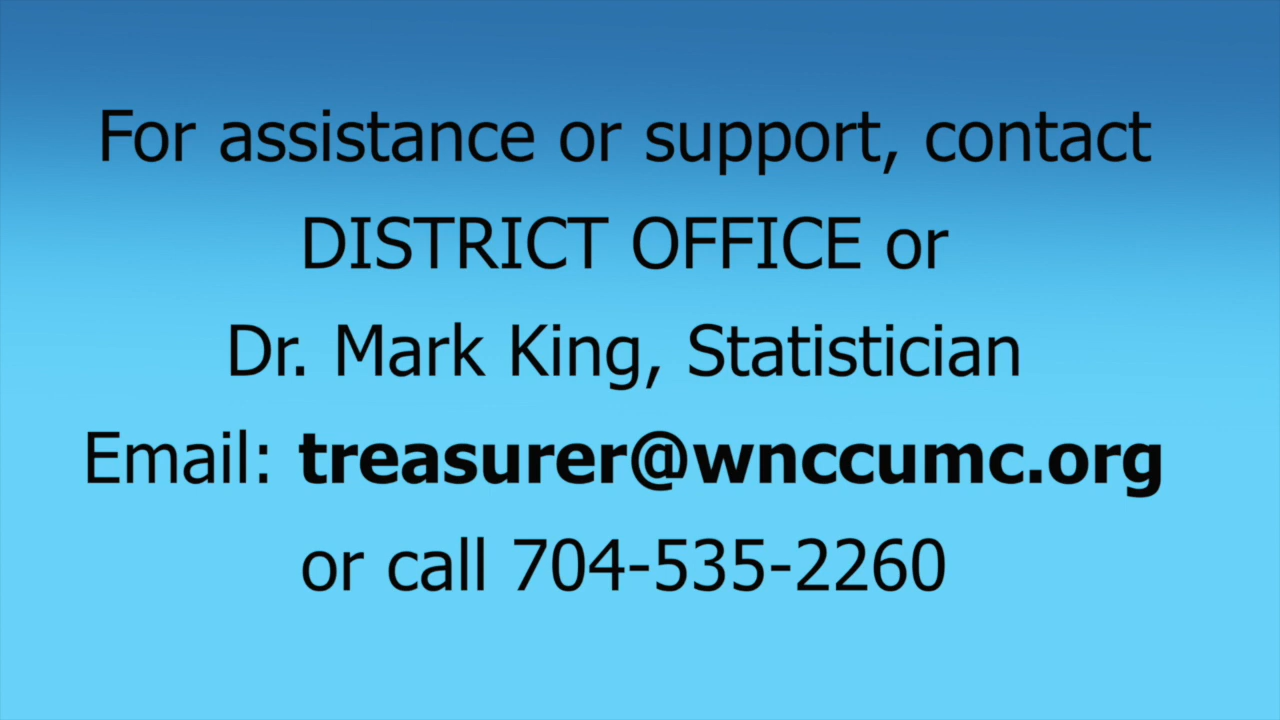 For assistance or support, contact
DISTRICT OFFICE or
Dr. Mark King, Statistician
Email: treasurer@wnccumc.org
or call 704-535-2260